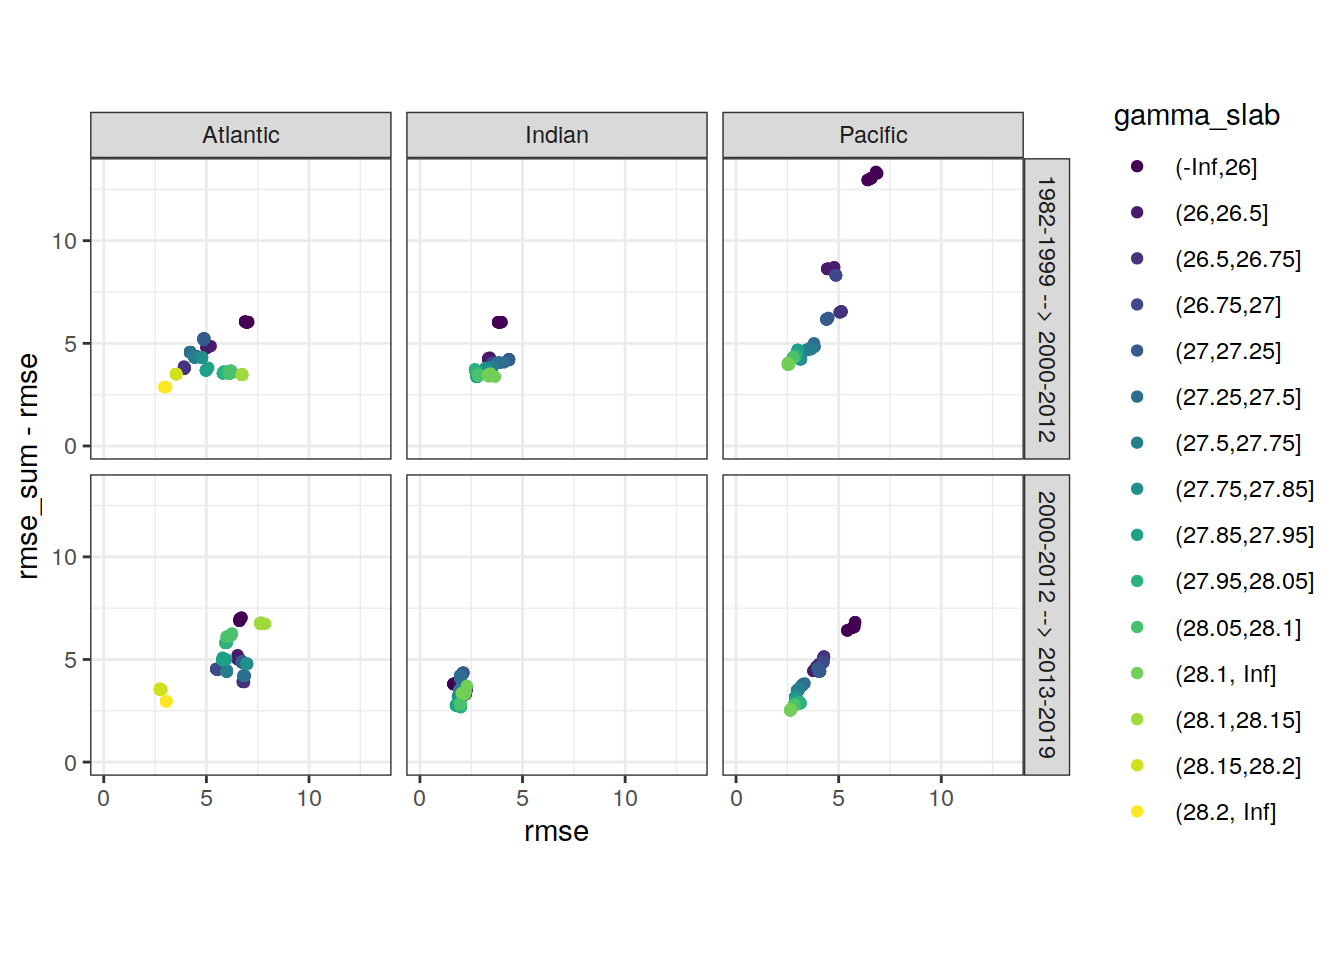 Atlantic
Indian
Pacific
1982-1999 --> 2000-2012
2000-2012 --> 2013-2019
10
5
0
10
5
0
0
5
10
0
5
10
0
5
10
rmse
rmse_sum - rmse
gamma_slab
(-Inf,26]
(26,26.5]
(26.5,26.75]
(26.75,27]
(27,27.25]
(27.25,27.5]
(27.5,27.75]
(27.75,27.85]
(27.85,27.95]
(27.95,28.05]
(28.05,28.1]
(28.1, Inf]
(28.1,28.15]
(28.15,28.2]
(28.2, Inf]